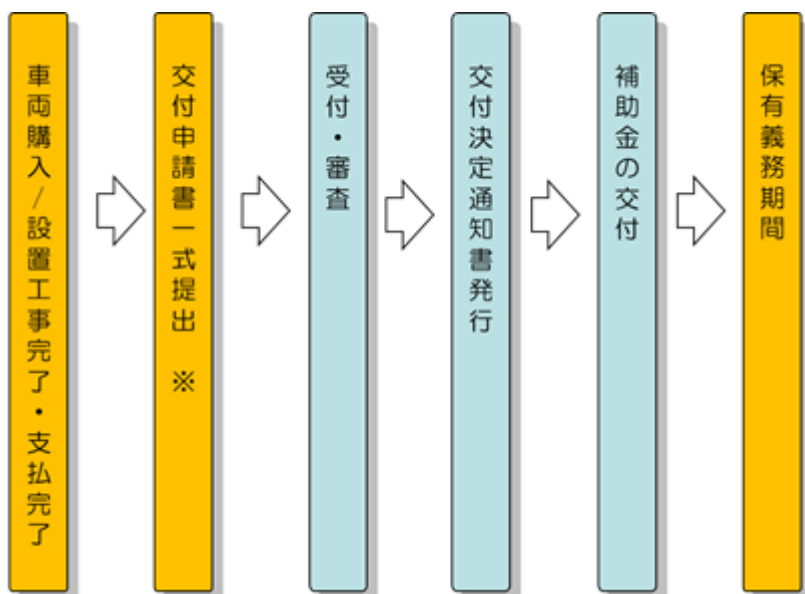 車両購入/設置工事完了・支払完了
交付申請書一式提出 ※
受付・審査
交付決定通知書発行
補助金の交付
保有義務期間